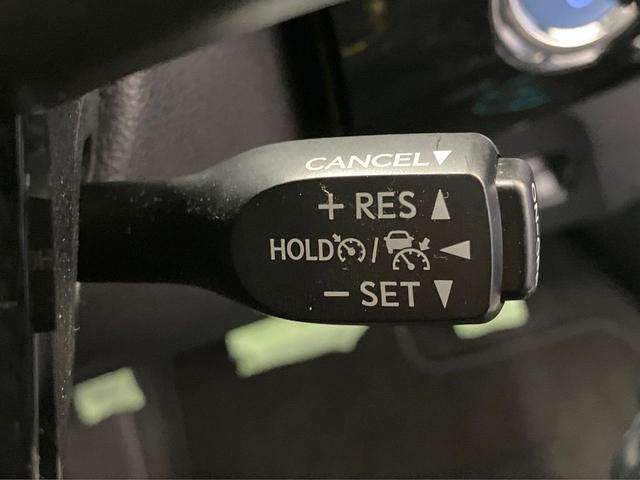 CANCEL▼
+ RES ▲
HOLD / ◀
− SET ▼